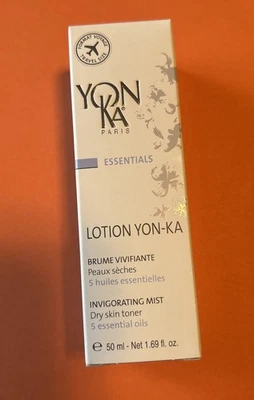 FORMAT VOYAGE
TRAVEL SIZE
YON
KA®
PARIS
ESSENTIALS
LOTION YON-KA
BRUME VIVIFIANTE
Peaux sèches
5 huiles essentielles
INVIGORATING MIST
Dry skin toner
5 essential oils
e 50 ml - Net 1.69 fl. oz.